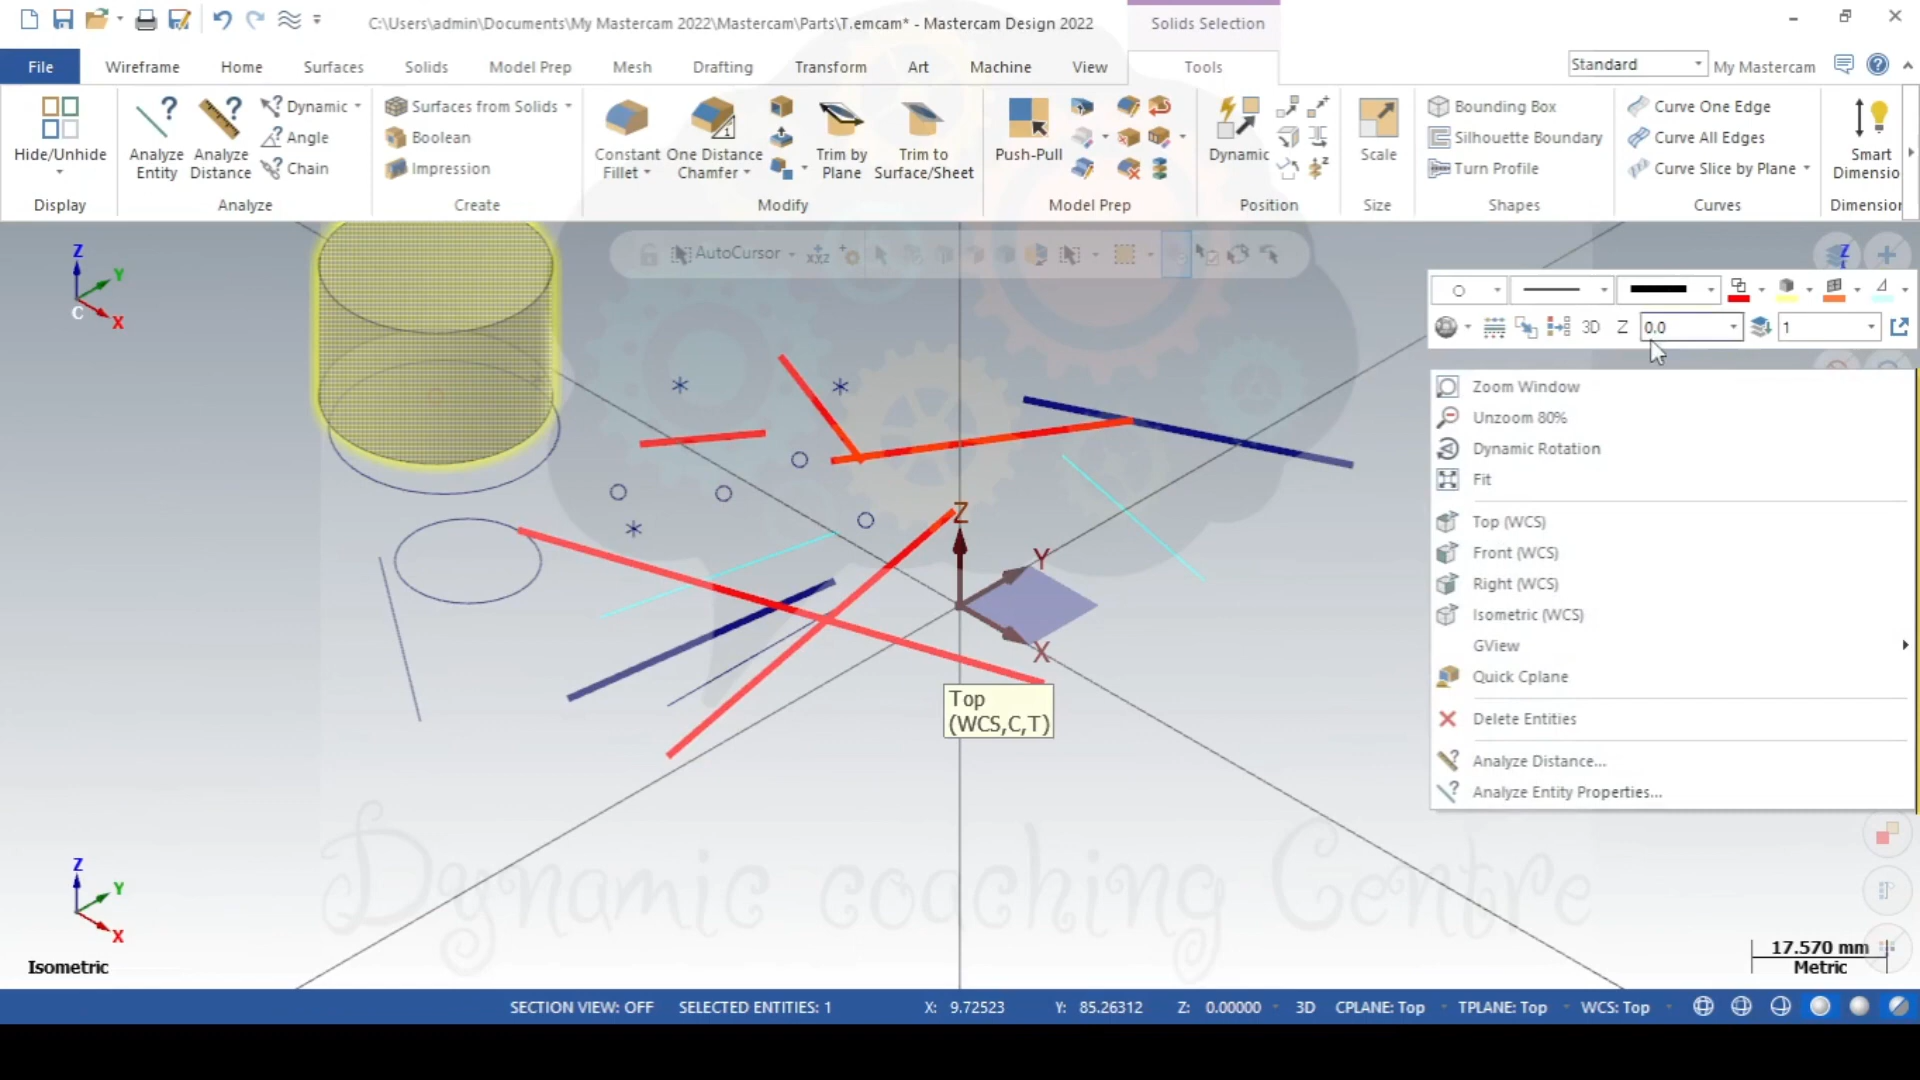 C:\Users\admin\Documents\My Mastercam 2022\Mastercam\Parts\T.emcam* - Mastercam Design 2022
Solids Selection
File Wireframe Home Surfaces Solids Model Prep Mesh Drafting Transform Art Machine View Tools
Standard My Mastercam
Hide/Unhide
Display
Analyze Entity
Analyze Distance
Dynamic
Angle
Chain
Analyze
Surfaces from Solids
Boolean
Impression
Create
Constant Fillet
One Distance Chamfer
Trim by Plane
Trim to Surface/Sheet
Modify
Push-Pull
Model Prep
Dynamic
Position
Scale
Size
Bounding Box
Silhouette Boundary
Turn Profile
Shapes
Curve One Edge
Curve All Edges
Curve Slice by Plane
Curves
Smart Dimensio
Dimension
AutoCursor
Z
Y
X
C
3D Z 0.0 1
Zoom Window
Unzoom 80%
Dynamic Rotation
Fit
Top (WCS)
Front (WCS)
Right (WCS)
Isometric (WCS)
GView
Quick Cplane
Delete Entities
Analyze Distance...
Analyze Entity Properties...
Z
Y
X
Top
(WCS,C,T)
Dynamic coaching Centre
Z
Y
X
Isometric
17.570 mm
Metric
SECTION VIEW: OFF SELECTED ENTITIES: 1 X: 9.72523 Y: 85.26312 Z: 0.00000 3D CPLANE: Top TPLANE: Top WCS: Top